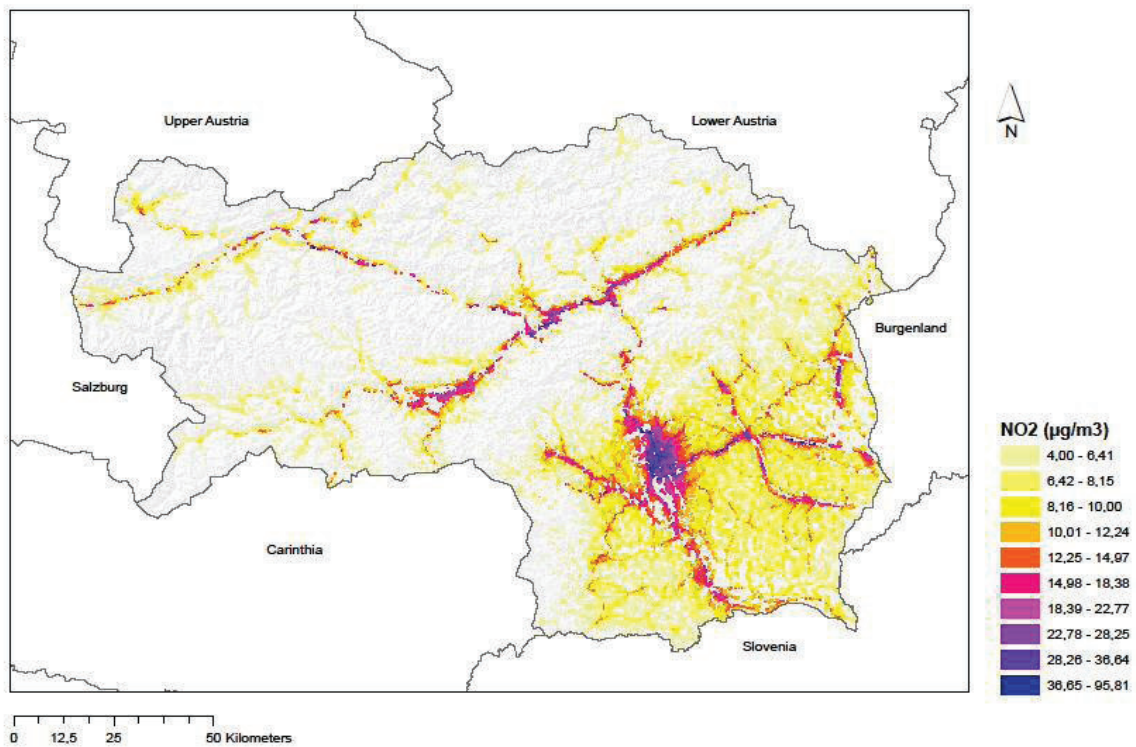 Upper Austria
Lower Austria
N
Burgenland
Salzburg
Carinthia
Slovenia
NO2 (µg/m3)
4,00 - 6,41
6,42 - 8,15
8,16 - 10,00
10,01 - 12,24
12,25 - 14,97
14,98 - 18,38
18,39 - 22,77
22,78 - 28,25
28,26 - 36,64
36,65 - 95,81
0 12,5 25 50 Kilometers